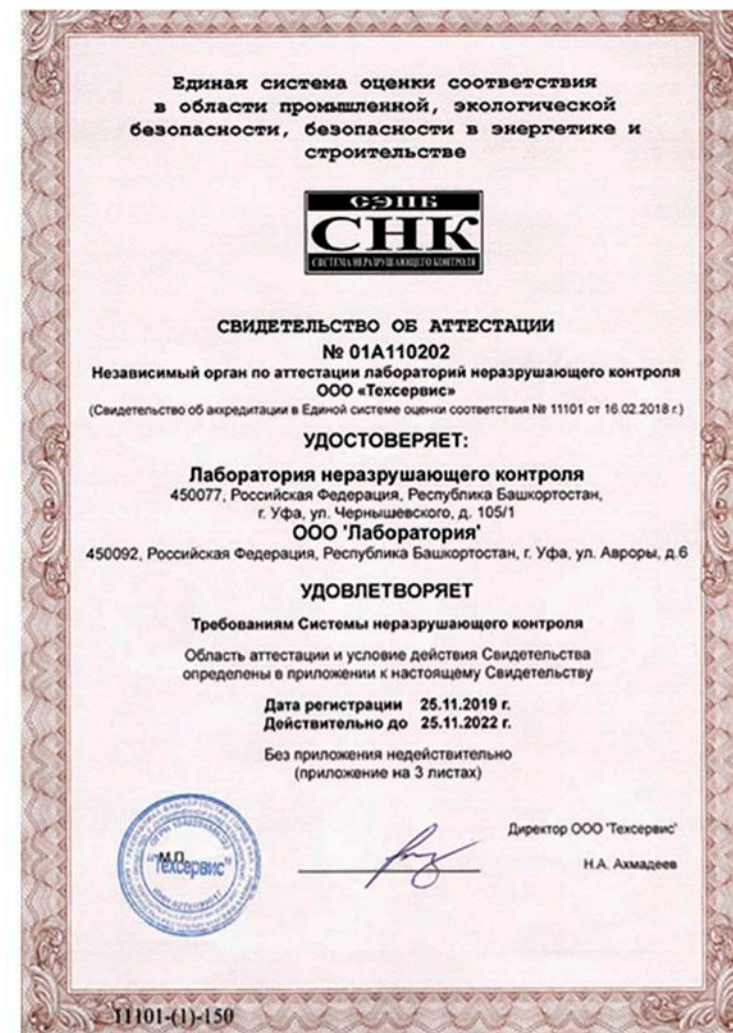 Единая система оценки соответствия
в области промышленной, экологической
безопасности, безопасности в энергетике и
строительстве
СЭПБ
СНК
СИСТЕМА НЕРАЗРУШАЮЩЕГО КОНТРОЛЯ
СВИДЕТЕЛЬСТВО ОБ АТТЕСТАЦИИ
№ 01А110202
Независимый орган по аттестации лабораторий неразрушающего контроля
ООО «Техсервис»
(Свидетельство об аккредитации в Единой системе оценки соответствия № 11101 от 16.02.2018 г.)
УДОСТОВЕРЯЕТ:
Лаборатория неразрушающего контроля
450077, Российская Федерация, Республика Башкортостан,
г. Уфа, ул. Чернышевского, д. 105/1
ООО 'Лаборатория'
450092, Российская Федерация, Республика Башкортостан, г. Уфа, ул. Авроры, д.6
УДОВЛЕТВОРЯЕТ
Требованиям Системы неразрушающего контроля
Область аттестации и условие действия Свидетельства
определены в приложении к настоящему Свидетельству
Дата регистрации 25.11.2019 г.
Действительно до 25.11.2022 г.
Без приложения недействительно
(приложение на 3 листах)
Директор ООО 'Техсервис'
М.П.
"Техсервис"
Н.А. Ахмадеев
11101-(1)-150